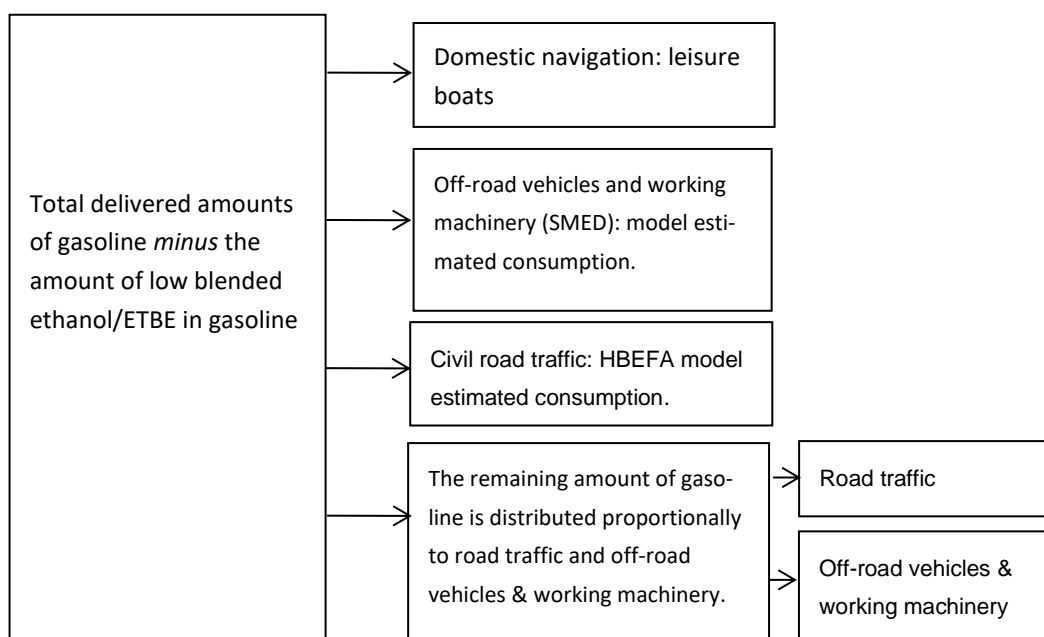 Total delivered amounts
of gasoline minus the
amount of low blended
ethanol/ETBE in gasoline
Domestic navigation: leisure
boats
Off-road vehicles and working
machinery (SMED): model esti-
mated consumption.
Civil road traffic: HBEFA model
estimated consumption.
The remaining amount of gaso-
line is distributed proportionally
to road traffic and off-road
vehicles & working machinery.
Road traffic
Off-road vehicles &
working machinery